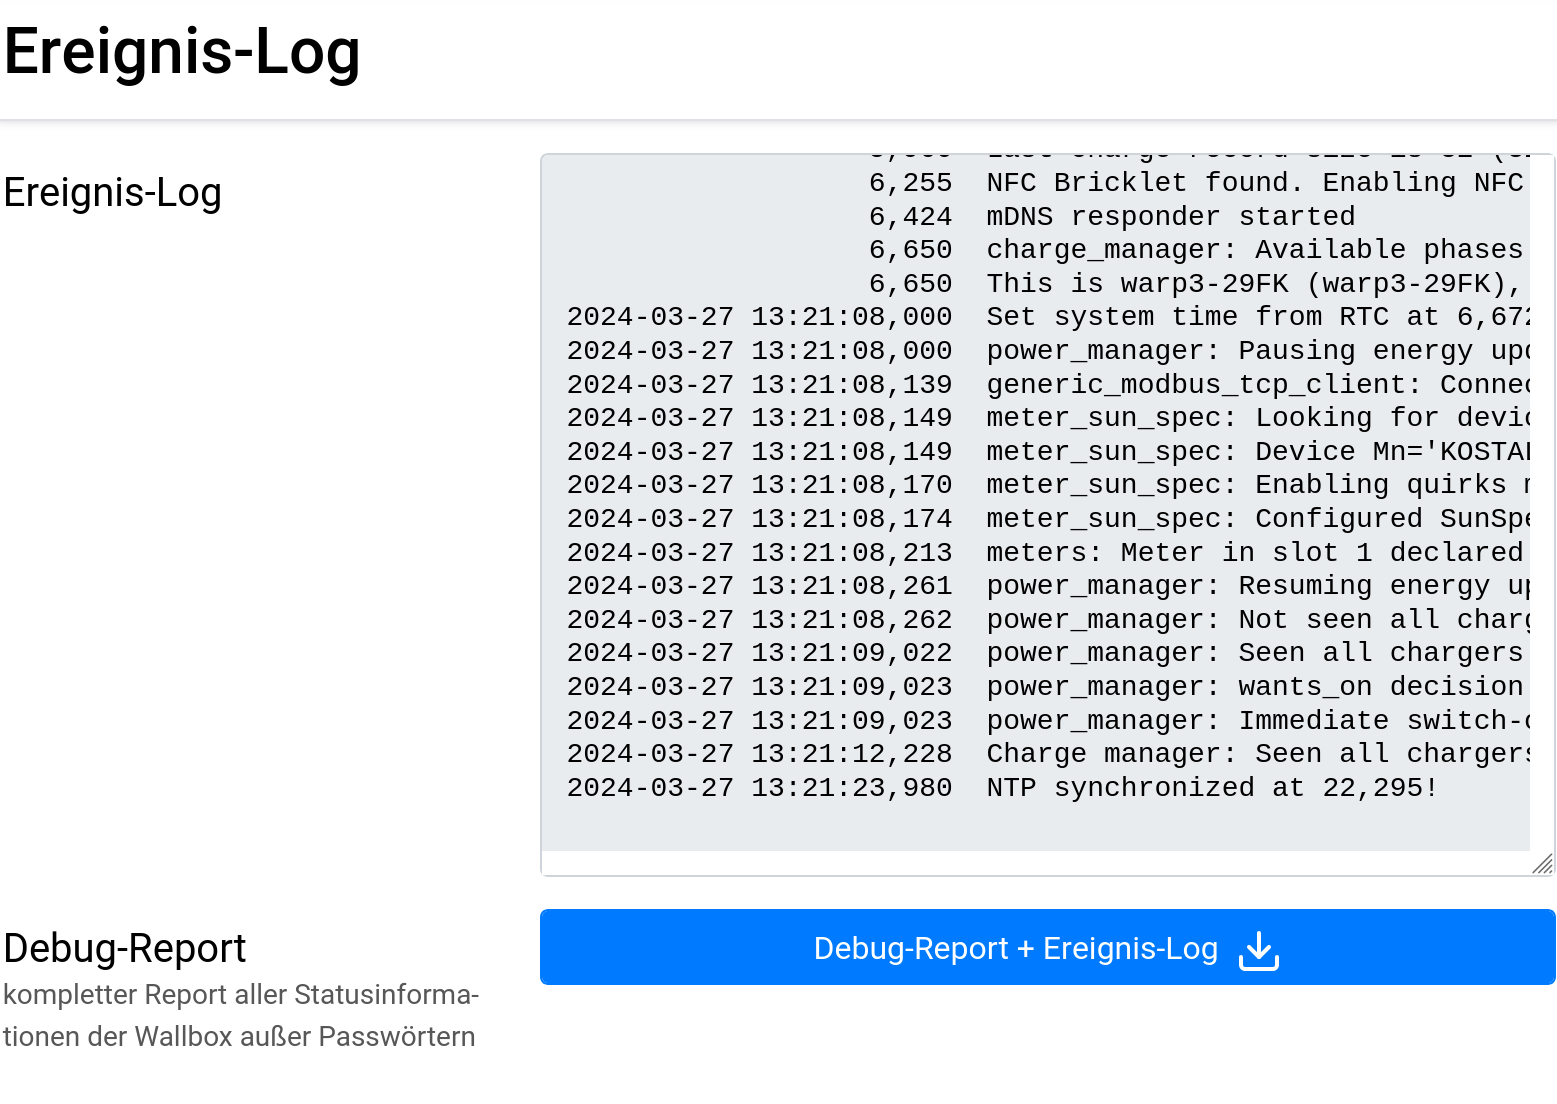 Ereignis-Log
Ereignis-Log
6,255 NFC Bricklet found. Enabling NFC
6,424 mDNS responder started
6,650 charge_manager: Available phases
6,650 This is warp3-29FK (warp3-29FK),
2024-03-27 13:21:08,000 Set system time from RTC at 6,672
2024-03-27 13:21:08,000 power_manager: Pausing energy upd
2024-03-27 13:21:08,139 generic_modbus_tcp_client: Connec
2024-03-27 13:21:08,149 meter_sun_spec: Looking for devic
2024-03-27 13:21:08,149 meter_sun_spec: Device Mn='KOSTAL
2024-03-27 13:21:08,170 meter_sun_spec: Enabling quirks
2024-03-27 13:21:08,174 meter_sun_spec: Configured SunSpe
2024-03-27 13:21:08,213 meters: Meter in slot 1 declared
2024-03-27 13:21:08,261 power_manager: Resuming energy up
2024-03-27 13:21:08,262 power_manager: Not seen all charg
2024-03-27 13:21:09,022 power_manager: Seen all chargers
2024-03-27 13:21:09,023 power_manager: wants_on decision
2024-03-27 13:21:09,023 power_manager: Immediate switch-o
2024-03-27 13:21:12,228 Charge manager: Seen all chargers
2024-03-27 13:21:23,980 NTP synchronized at 22,295!
Debug-Report
kompletter Report aller Statusinforma-
tionen der Wallbox außer Passwörtern
Debug-Report + Ereignis-Log